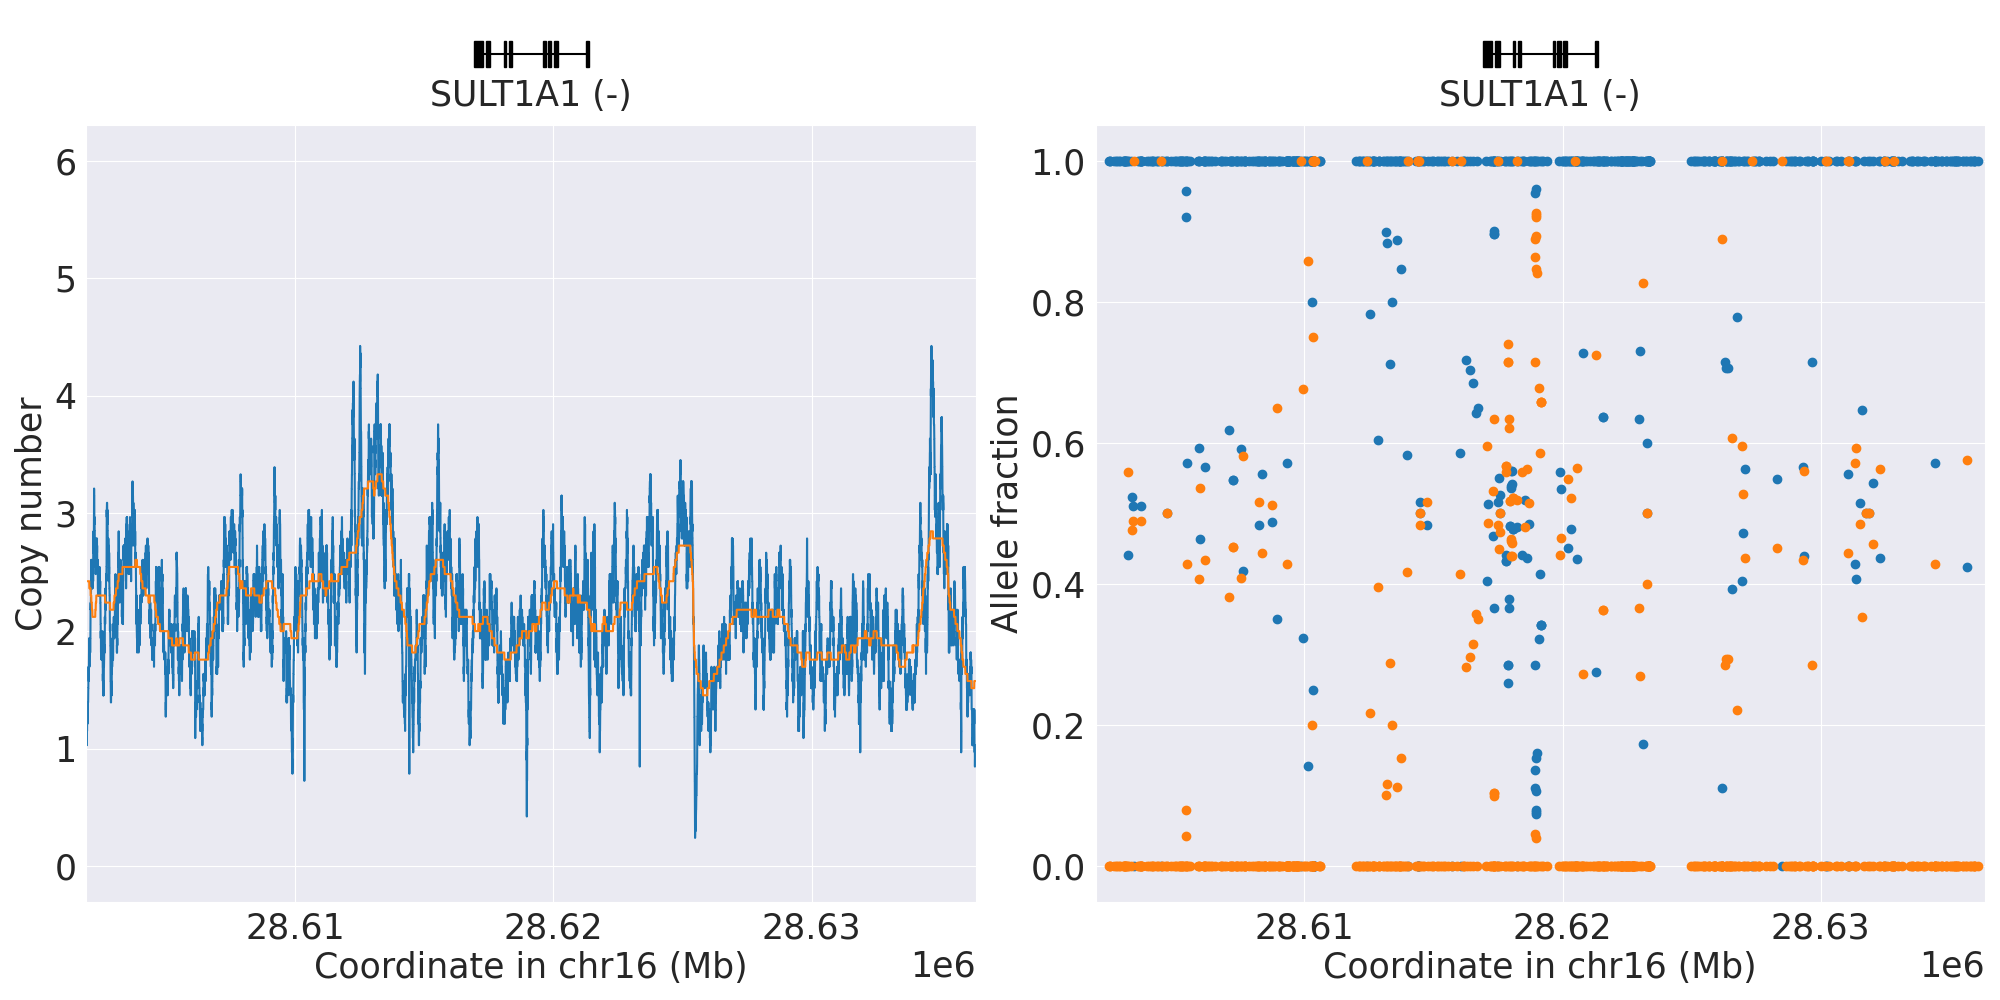 SULT1A1 (-)
Copy number
6
5
4
3
2
1
0
28.61
28.62
28.63
Coordinate in chr16 (Mb)
1e6
SULT1A1 (-)
Allele fraction
1.0
0.8
0.6
0.4
0.2
0.0
28.61
28.62
28.63
Coordinate in chr16 (Mb)
1e6